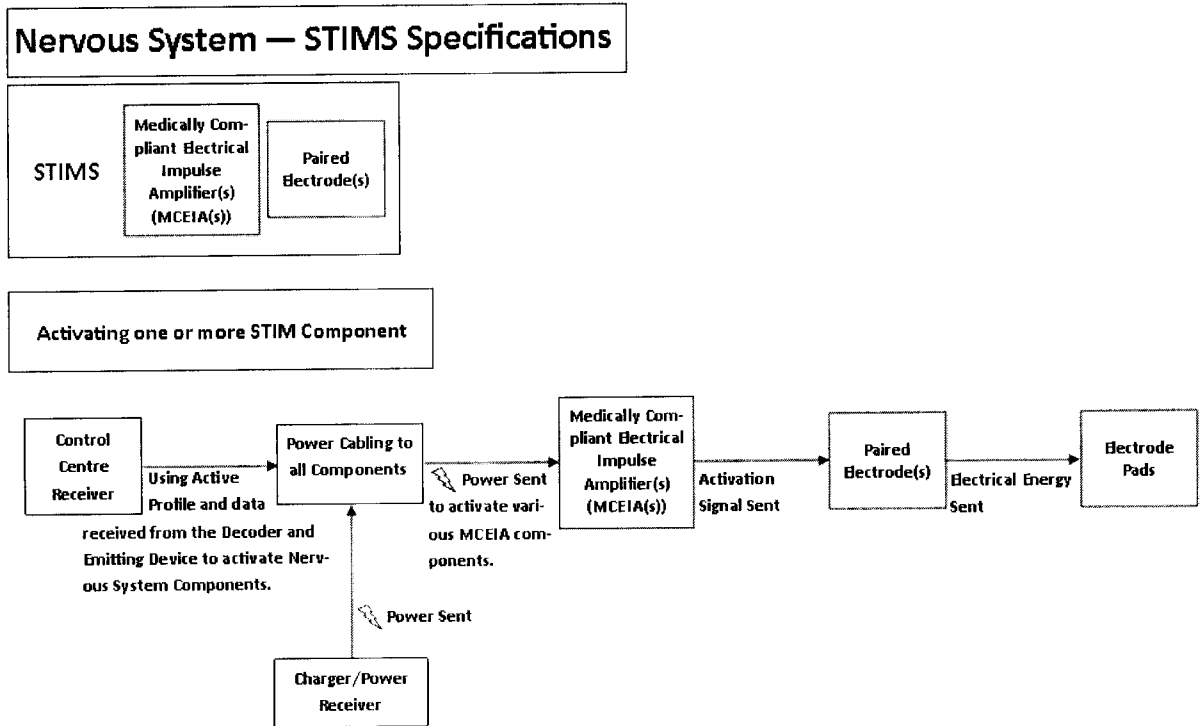 Nervous System — STIMS Specifications
STIMS
Medically Com-
pliant Electrical
Impulse
Amplifier(s)
(MCEIA(s))
Paired
Electrode(s)
Activating one or more STIM Component
Control
Centre
Receiver
Using Active
Profile and data
received from the Decoder and
Emitting Device to activate Nerv-
ous System Components.
Power Cabling to
all Components
Power Sent
to activate vari-
ous MCEIA com-
ponents.
Medically Com-
pliant Electrical
Impulse
Amplifier(s)
(MCEIA(s))
Activation
Signal Sent
Paired
Electrode(s)
Electrical Energy
Sent
Electrode
Pads
Power Sent
Charger/Power
Receiver